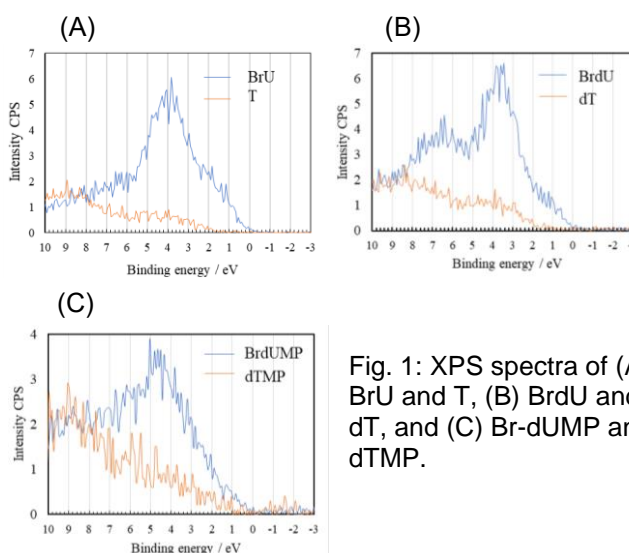 (A)
(B)
7
6
5
4
3
2
1
0
Intensity CPS
BrU
T
10 9 8 7 6 5 4 3 2 1 0 -1 -2 -3
Binding energy / eV
7
6
5
4
3
2
1
0
Intensity CPS
BrdU
dT
10 9 8 7 6 5 4 3 2 1 0 -1 -2
Binding energy / eV
(C)
4
3
2
1
0
Intensity CPS
BrdUMP
dTMP
10 9 8 7 6 5 4 3 2 1 0 -1 -2 -3
Binding energy / eV
Fig. 1: XPS spectra of (A
BrU and T, (B) BrdU and
dT, and (C) Br-dUMP an
dTMP.